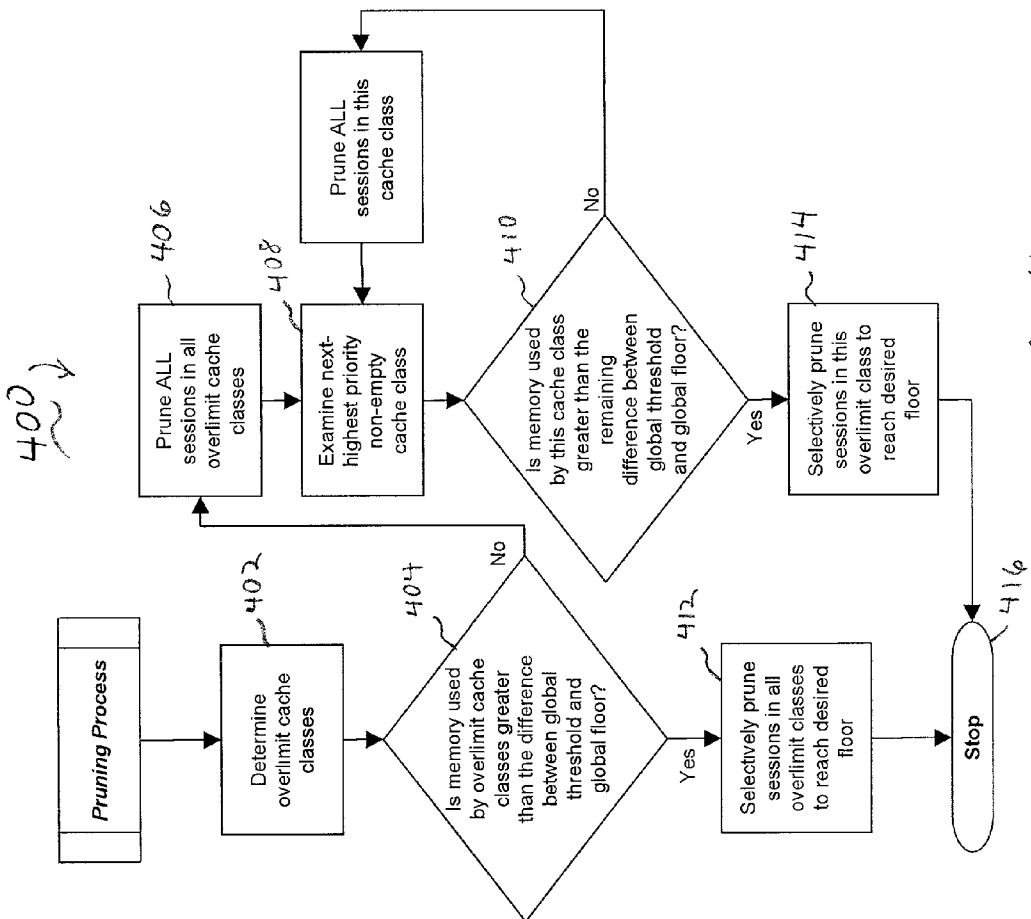 400
Pruning Process
402
Determine
overlimit cache
classes
404
Is memory used
by overlimit cache
classes greater
than the difference
between global
threshold and
global floor?
No
Yes
412
Selectively prune
sessions in all
overlimit classes
to reach desired
floor
Stop
416
406
Prune ALL
sessions in all
overlimit cache
classes
408
Examine next-
highest priority
non-empty
cache class
Prune ALL
sessions in this
cache class
410
Is memory used
by this cache class
greater than the
remaining
difference between
global threshold
and global floor?
No
Yes
414
Selectively prune
sessions in this
overlimit class to
reach desired
floor